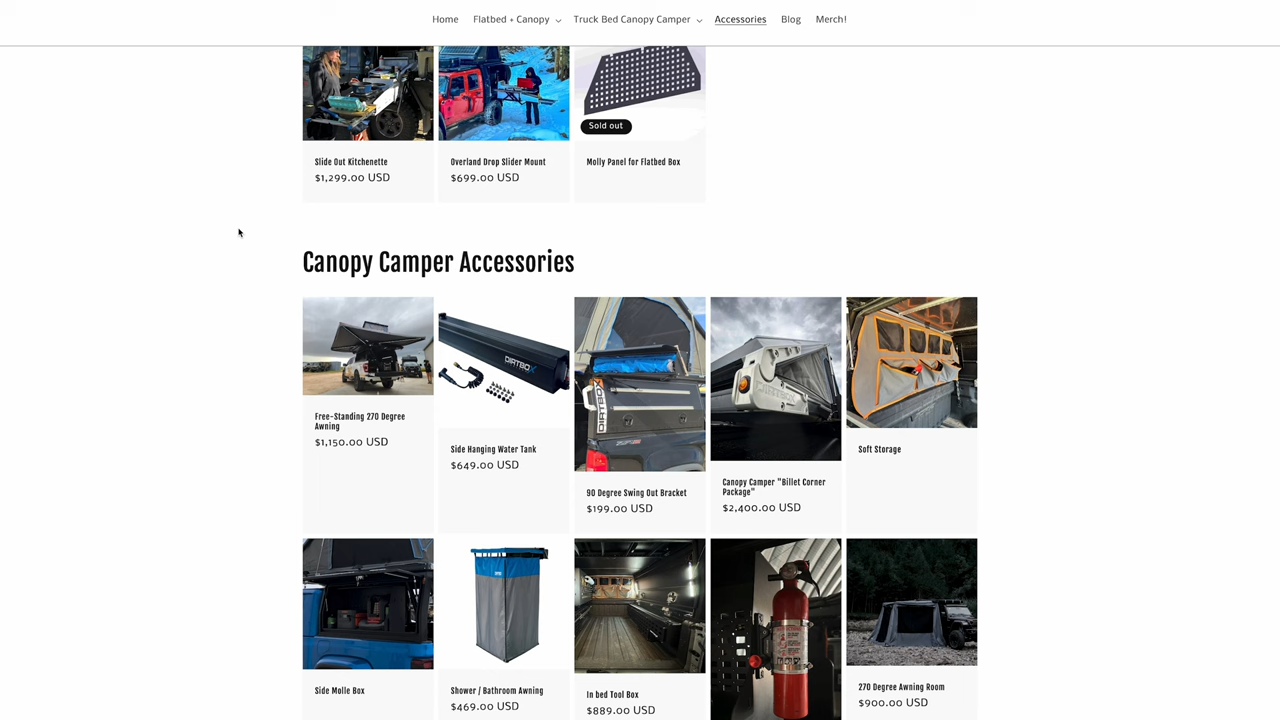 Home
Flatbed + Canopy
Truck Bed Canopy Camper
Accessories
Blog
Merch!
Sold out
Slide Out Kitchenette
$1,299.00 USD
Overland Drop Slider Mount
$699.00 USD
Molly Panel for Flatbed Box
Canopy Camper Accessories
DIRTBOX
DIRTBOX
DIRTBOX
Free-Standing 270 Degree
Awning
$1,150.00 USD
Side Hanging Water Tank
$649.00 USD
90 Degree Swing Out Bracket
$199.00 USD
Canopy Camper "Billet Corner
Package"
$2,400.00 USD
Soft Storage
Side Molle Box
Shower / Bathroom Awning
$469.00 USD
In bed Tool Box
$889.00 USD
270 Degree Awning Room
$900.00 USD